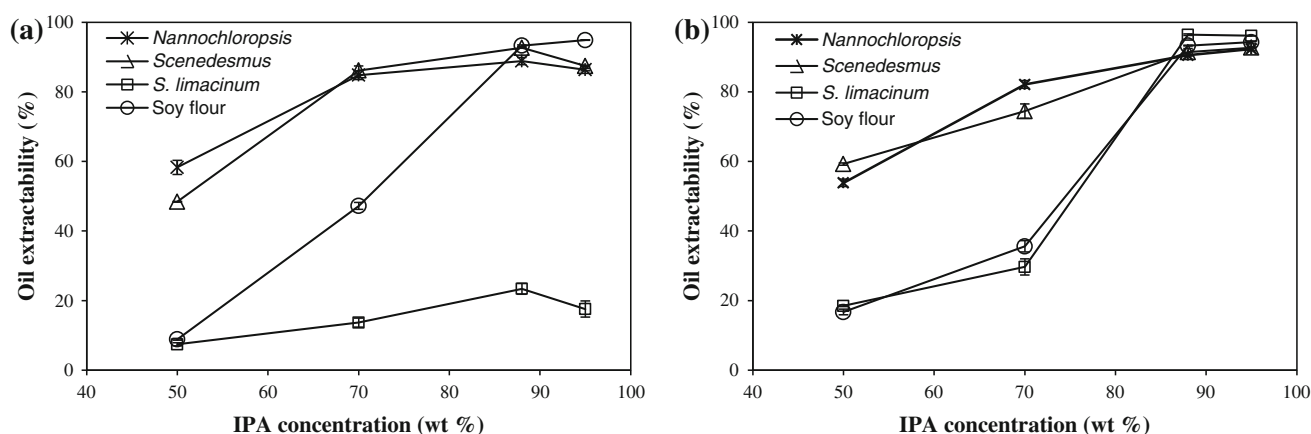 (a)
Oil extractability (%)
100
80
60
40
20
0
Nannochloropsis
Scenedesmus
S. limacinum
Soy flour
40 50 60 70 80 90 100
IPA concentration (wt %)
(b)
Oil extractability (%)
100
80
60
40
20
0
Nannochloropsis
Scenedesmus
S. limacinum
Soy flour
40 50 60 70 80 90 100
IPA concentration (wt %)